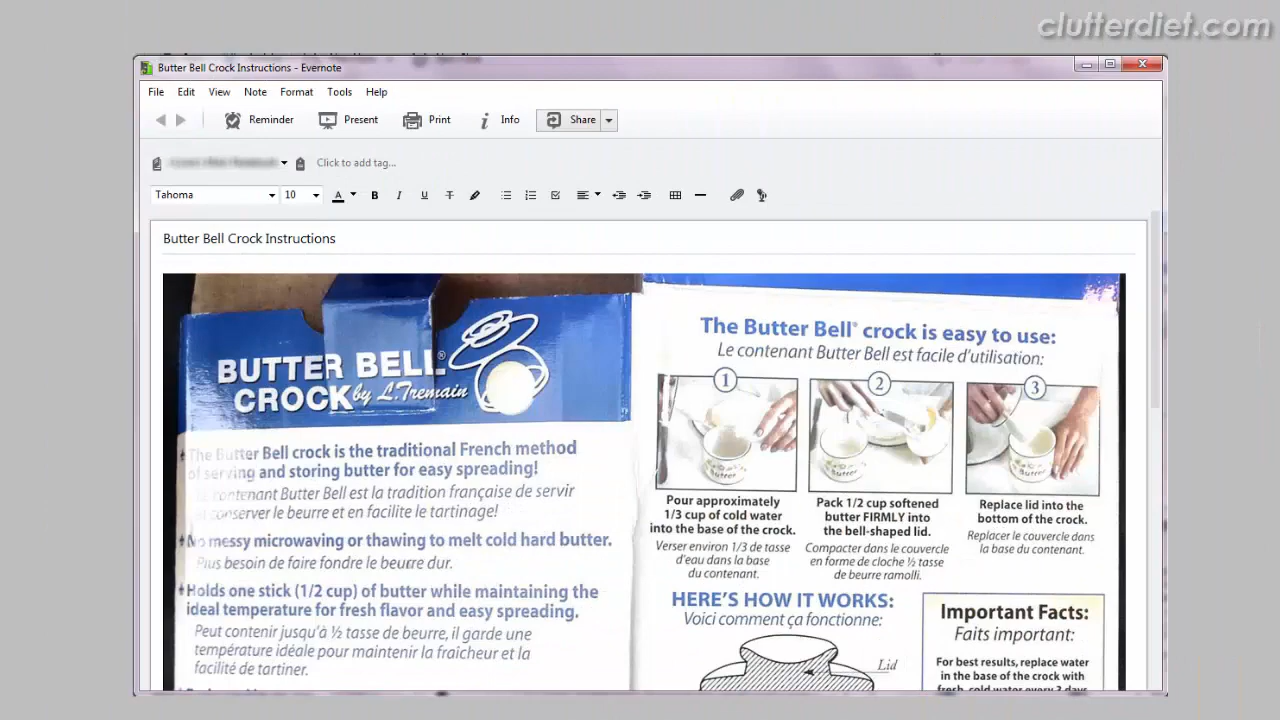 clutterdiet.com
Butter Bell Crock Instructions - Evernote
File Edit View Note Format Tools Help
Reminder Present Print Info Share
Click to add tag...
Tahoma 10 A B I U T
Butter Bell Crock Instructions
BUTTER BELL®
CROCK by L. Tremain
The Butter Bell crock is the traditional French method
of serving and storing butter for easy spreading!
Le contenant Butter Bell est la tradition française de servir
et conserver le beurre et en facilite le tartinage!
No messy microwaving or thawing to melt cold hard butter.
Plus besoin de faire fondre le beurre dur.
Holds one stick (1/2 cup) of butter while maintaining the
ideal temperature for fresh flavor and easy spreading.
Peut contenir jusqu'à ½ tasse de beurre, il garde une
température idéale pour maintenir la fraicheur et la
facilité de tartiner.
The Butter Bell® crock is easy to use:
Le contenant Butter Bell est facile d'utilisation:
1
2
3
Butter
Butter
Butter
Pour approximately
1/3 cup of cold water
into the base of the crock.
Verser environ 1/3 de tasse
d'eau dans la base
du contenant.
Pack 1/2 cup softened
butter FIRMLY into
the bell-shaped lid.
Compacter dans le couvercle
en forme de cloche ½ tasse
de beurre ramolli.
Replace lid into the
bottom of the crock.
Replacer le couvercle dans
la base du contenant.
HERE'S HOW IT WORKS:
Voici comment ça fonctionne:
Lid
Important Facts:
Faits important:
For best results, replace water
in the base of the crock with
fresh, cold water every 3 days